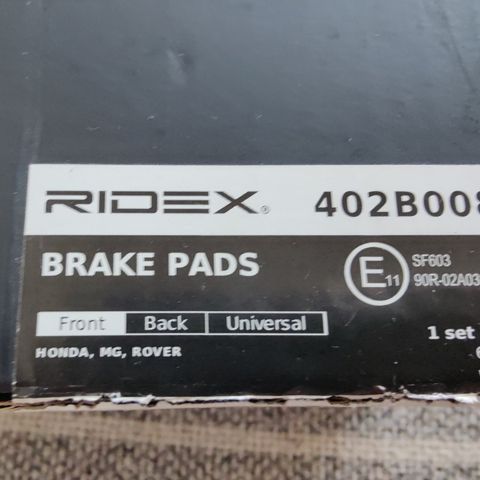 RIDEX® 402B008
BRAKE PADS
E11 SF603
90R-02A03
Front Back Universal
1 set
HONDA, MG, ROVER